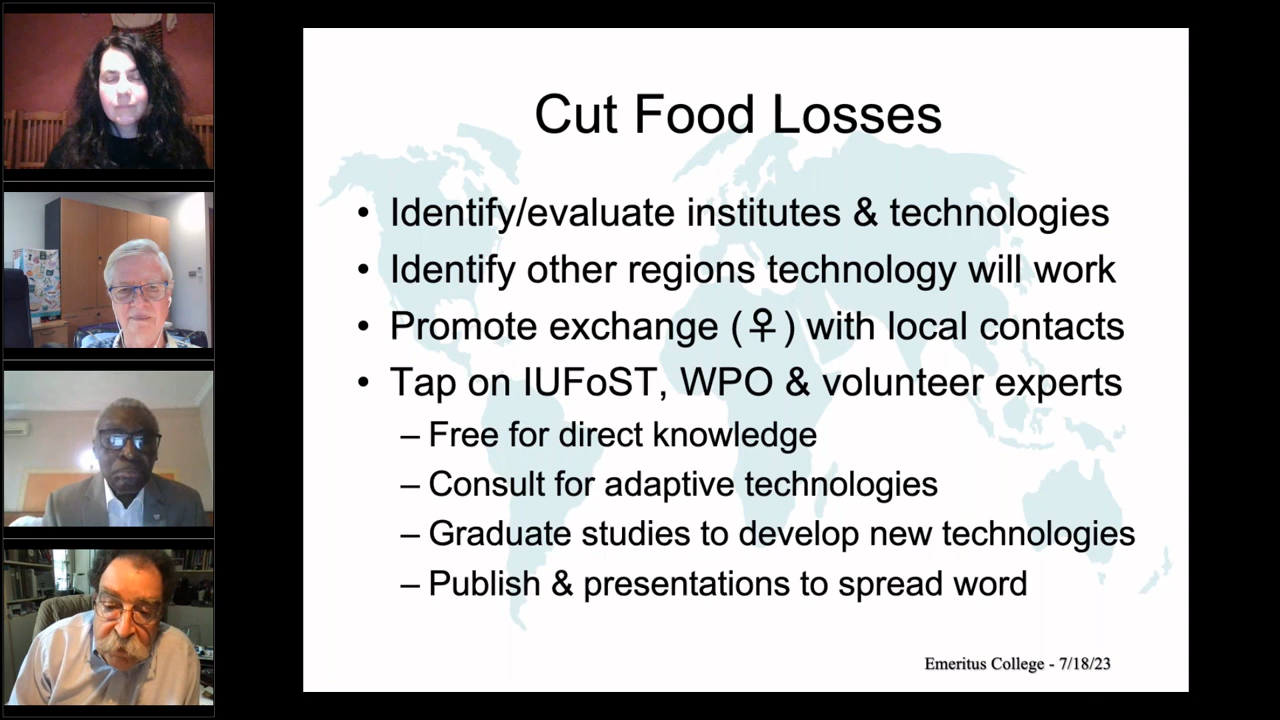 Cut Food Losses
• Identify/evaluate institutes & technologies
• Identify other regions technology will work
• Promote exchange (♀) with local contacts
• Tap on IUFoST, WPO & volunteer experts
– Free for direct knowledge
– Consult for adaptive technologies
– Graduate studies to develop new technologies
– Publish & presentations to spread word
Emeritus College - 7/18/23